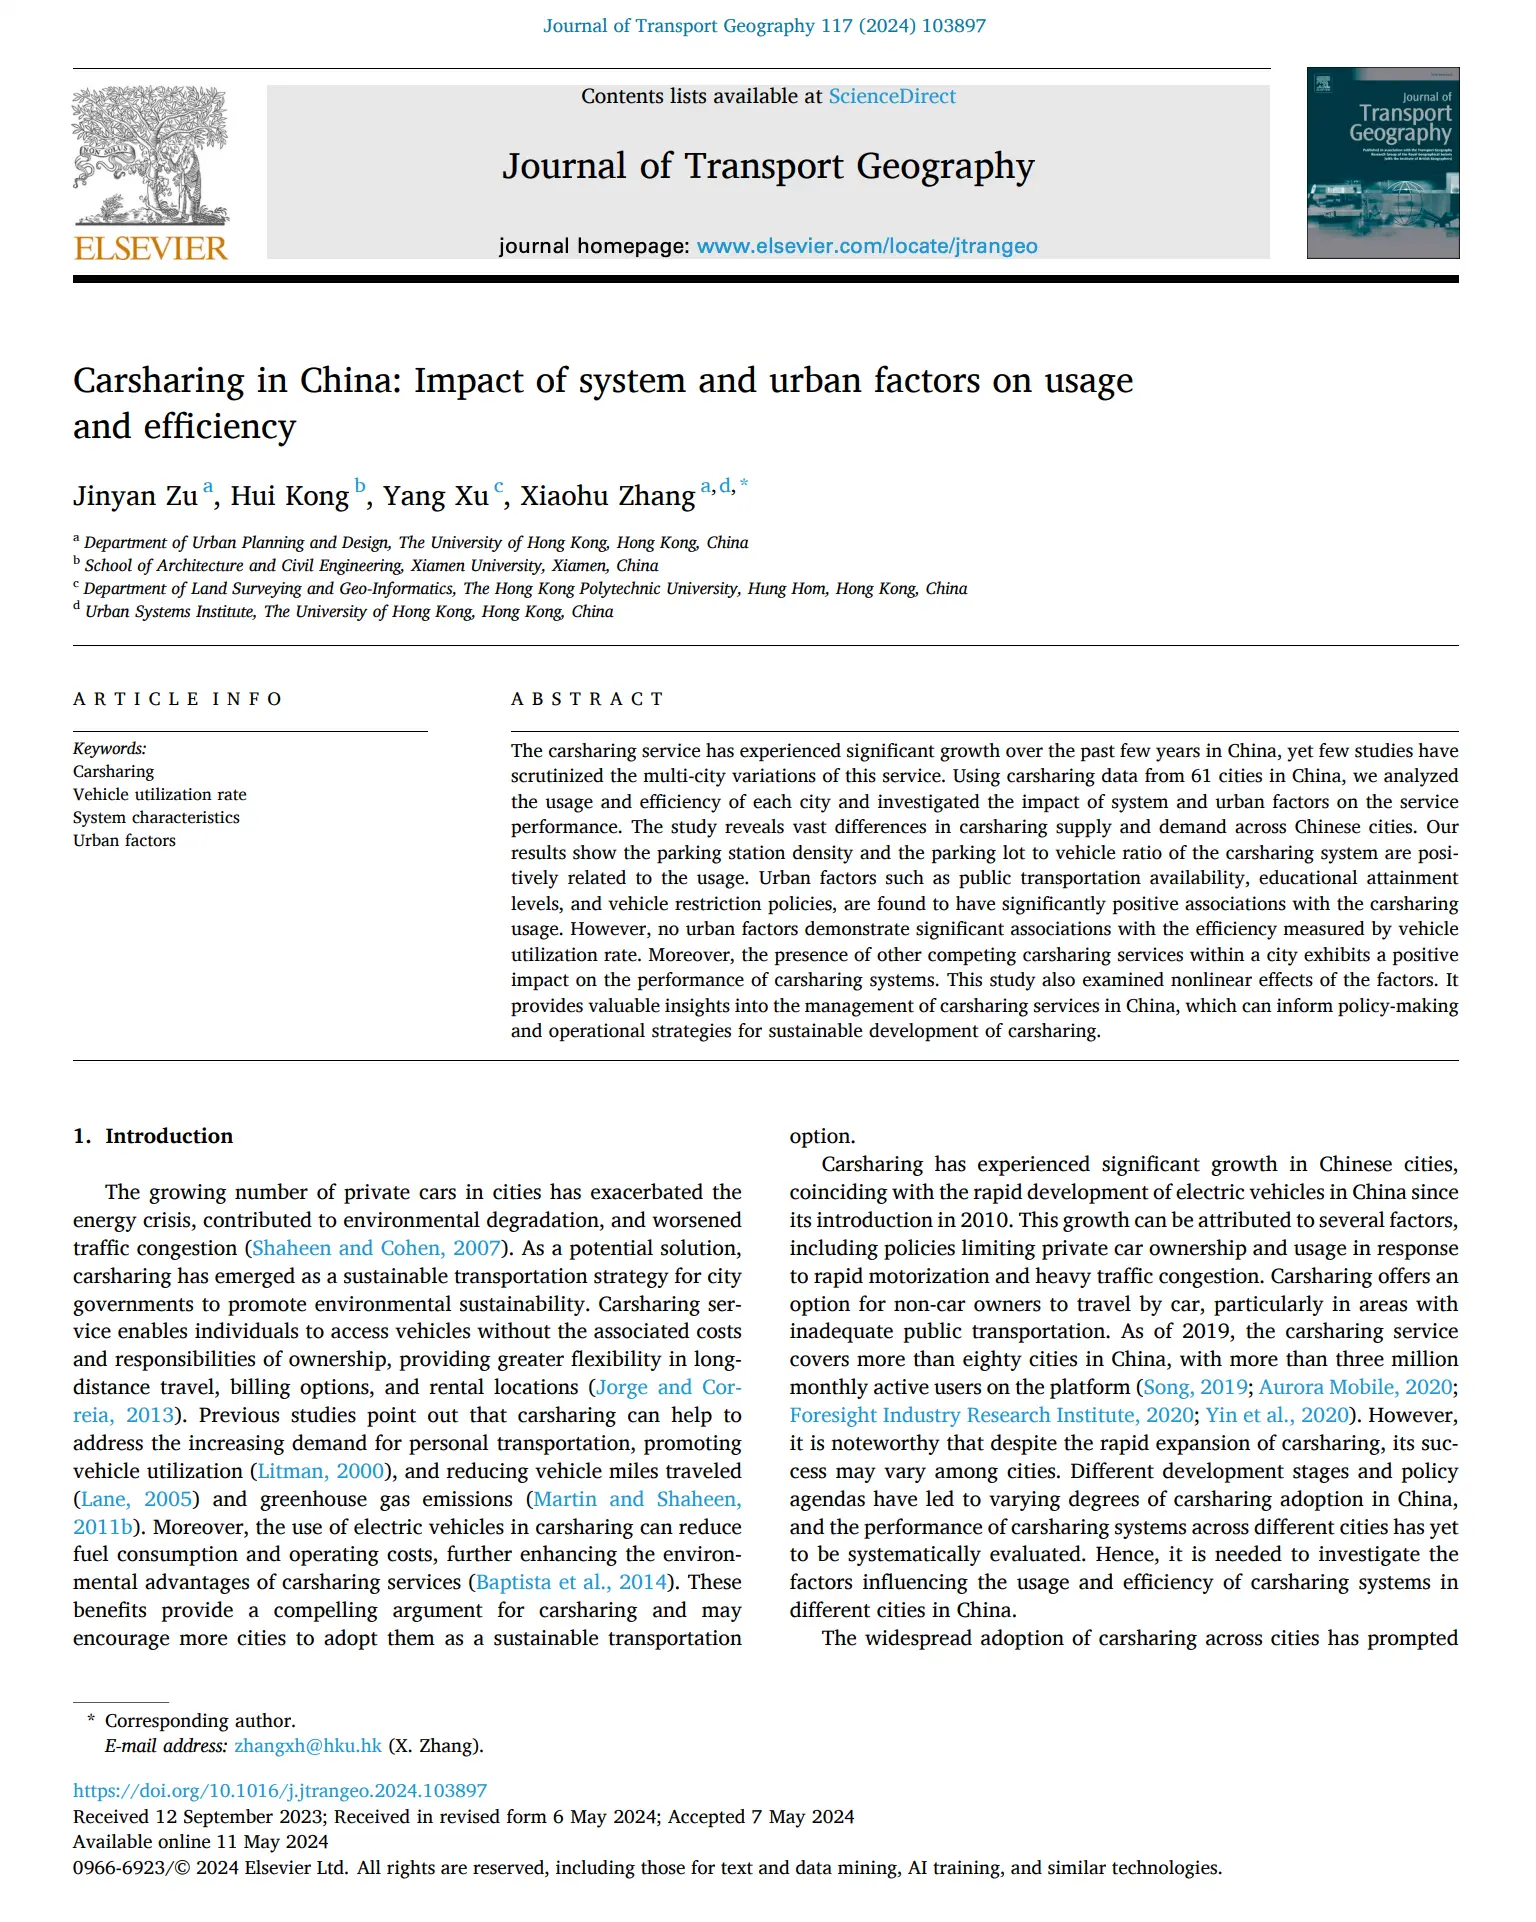 Journal of Transport Geography 117 (2024) 103897
Contents lists available at ScienceDirect
Journal of Transport Geography
journal homepage: www.elsevier.com/locate/jtrangeo
NON SOLUS
ELSEVIER
Journal of
Transport
Geography
Carsharing in China: Impact of system and urban factors on usage
and efficiency
Jinyan Zu a, Hui Kong b, Yang Xu c, Xiaohu Zhang a,d,*
a Department of Urban Planning and Design, The University of Hong Kong, Hong Kong, China
b School of Architecture and Civil Engineering, Xiamen University, Xiamen, China
c Department of Land Surveying and Geo-Informatics, The Hong Kong Polytechnic University, Hung Hom, Hong Kong, China
d Urban Systems Institute, The University of Hong Kong, Hong Kong, China
ARTICLE INFO
Keywords:
Carsharing
Vehicle utilization rate
System characteristics
Urban factors
ABSTRACT
The carsharing service has experienced significant growth over the past few years in China, yet few studies have
scrutinized the multi-city variations of this service. Using carsharing data from 61 cities in China, we analyzed
the usage and efficiency of each city and investigated the impact of system and urban factors on the service
performance. The study reveals vast differences in carsharing supply and demand across Chinese cities. Our
results show the parking station density and the parking lot to vehicle ratio of the carsharing system are posi-
tively related to the usage. Urban factors such as public transportation availability, educational attainment
levels, and vehicle restriction policies, are found to have significantly positive associations with the carsharing
usage. However, no urban factors demonstrate significant associations with the efficiency measured by vehicle
utilization rate. Moreover, the presence of other competing carsharing services within a city exhibits a positive
impact on the performance of carsharing systems. This study also examined nonlinear effects of the factors. It
provides valuable insights into the management of carsharing services in China, which can inform policy-making
and operational strategies for sustainable development of carsharing.
1. Introduction
The growing number of private cars in cities has exacerbated the
energy crisis, contributed to environmental degradation, and worsened
traffic congestion (Shaheen and Cohen, 2007). As a potential solution,
carsharing has emerged as a sustainable transportation strategy for city
governments to promote environmental sustainability. Carsharing ser-
vice enables individuals to access vehicles without the associated costs
and responsibilities of ownership, providing greater flexibility in long-
distance travel, billing options, and rental locations (Jorge and Cor-
reia, 2013). Previous studies point out that carsharing can help to
address the increasing demand for personal transportation, promoting
vehicle utilization (Litman, 2000), and reducing vehicle miles traveled
(Lane, 2005) and greenhouse gas emissions (Martin and Shaheen,
2011b). Moreover, the use of electric vehicles in carsharing can reduce
fuel consumption and operating costs, further enhancing the environ-
mental advantages of carsharing services (Baptista et al., 2014). These
benefits provide a compelling argument for carsharing and may
encourage more cities to adopt them as a sustainable transportation
option.
Carsharing has experienced significant growth in Chinese cities,
coinciding with the rapid development of electric vehicles in China since
its introduction in 2010. This growth can be attributed to several factors,
including policies limiting private car ownership and usage in response
to rapid motorization and heavy traffic congestion. Carsharing offers an
option for non-car owners to travel by car, particularly in areas with
inadequate public transportation. As of 2019, the carsharing service
covers more than eighty cities in China, with more than three million
monthly active users on the platform (Song, 2019; Aurora Mobile, 2020;
Foresight Industry Research Institute, 2020; Yin et al., 2020). However,
it is noteworthy that despite the rapid expansion of carsharing, its suc-
cess may vary among cities. Different development stages and policy
agendas have led to varying degrees of carsharing adoption in China,
and the performance of carsharing systems across different cities has yet
to be systematically evaluated. Hence, it is needed to investigate the
factors influencing the usage and efficiency of carsharing systems in
different cities in China.
The widespread adoption of carsharing across cities has prompted
* Corresponding author.
E-mail address: zhangxh@hku.hk (X. Zhang).
https://doi.org/10.1016/j.jtrangeo.2024.103897
Received 12 September 2023; Received in revised form 6 May 2024; Accepted 7 May 2024
Available online 11 May 2024
0966-6923/© 2024 Elsevier Ltd. All rights are reserved, including those for text and data mining, AI training, and similar technologies.